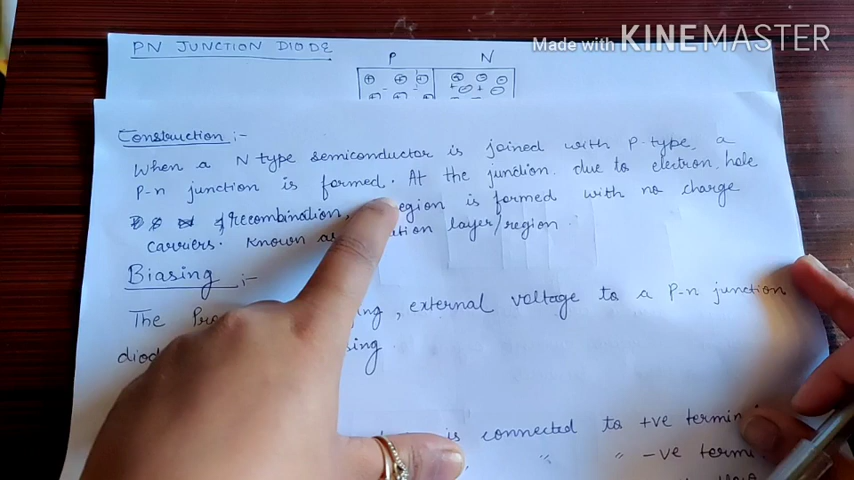 Made with KINEMASTER
PN JUNCTION DIODE
P N
Construction :-
When a N type semiconductor is joined with P-type, a
P-n junction is formed. At the junction due to electron, hole
recombination, region is formed with no charge
carriers. Known as layer/region
Biasing :-
The , external voltage to a P-n junction
is connected to +ve
" " -ve